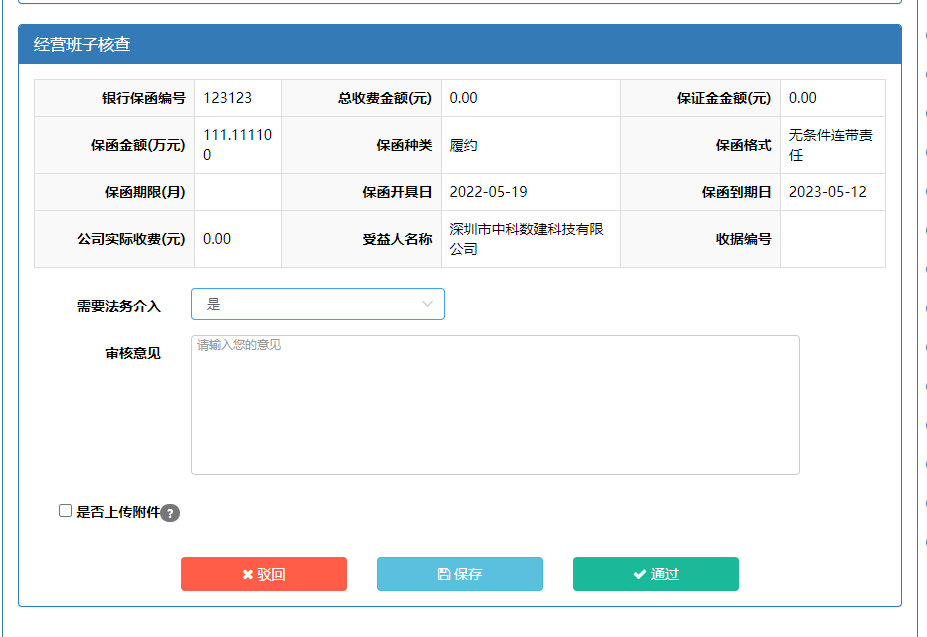 经营班子核查
银行保函编号 123123 总收费金额(元) 0.00 保证金金额(元) 0.00
保函金额(万元) 111.111100 保函种类 履约 保函格式 无条件连带责任
保函期限(月) 保函开具日 2022-05-19 保函到期日 2023-05-12
公司实际收费(元) 0.00 受益人名称 深圳市中科数建科技有限公司 收据编号
需要法务介入 是
审核意见 请输入您的意见
是否上传附件 ?
驳回 保存 通过